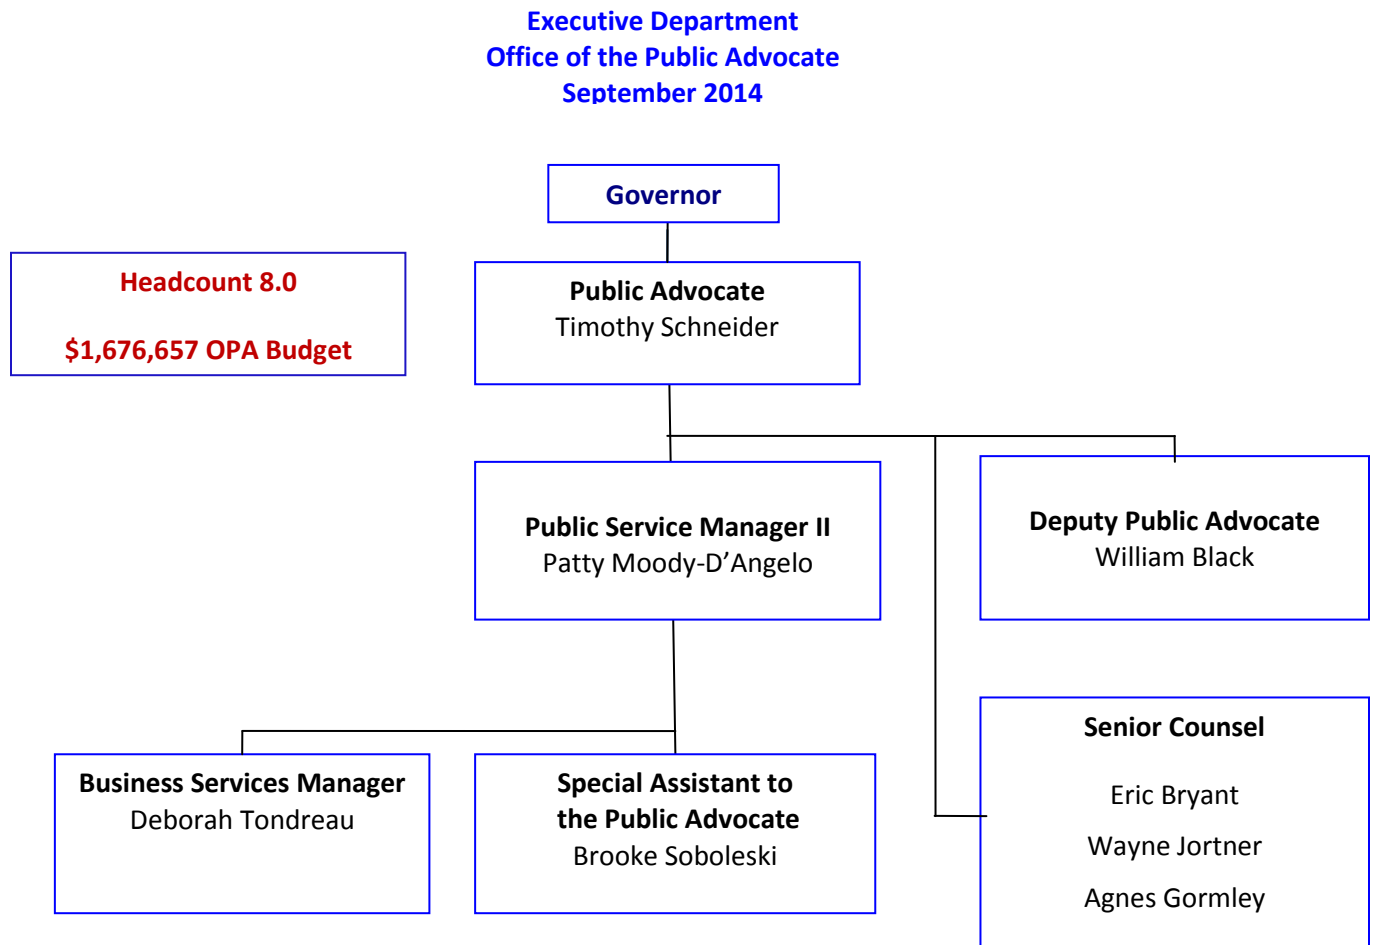 Executive Department
Office of the Public Advocate
September 2014
Governor
Headcount 8.0
$1,676,657 OPA Budget
Public Advocate
Timothy Schneider
Public Service Manager II
Patty Moody-D’Angelo
Deputy Public Advocate
William Black
Business Services Manager
Deborah Tondreau
Special Assistant to
the Public Advocate
Brooke Soboleski
Senior Counsel
Eric Bryant
Wayne Jortner
Agnes Gormley